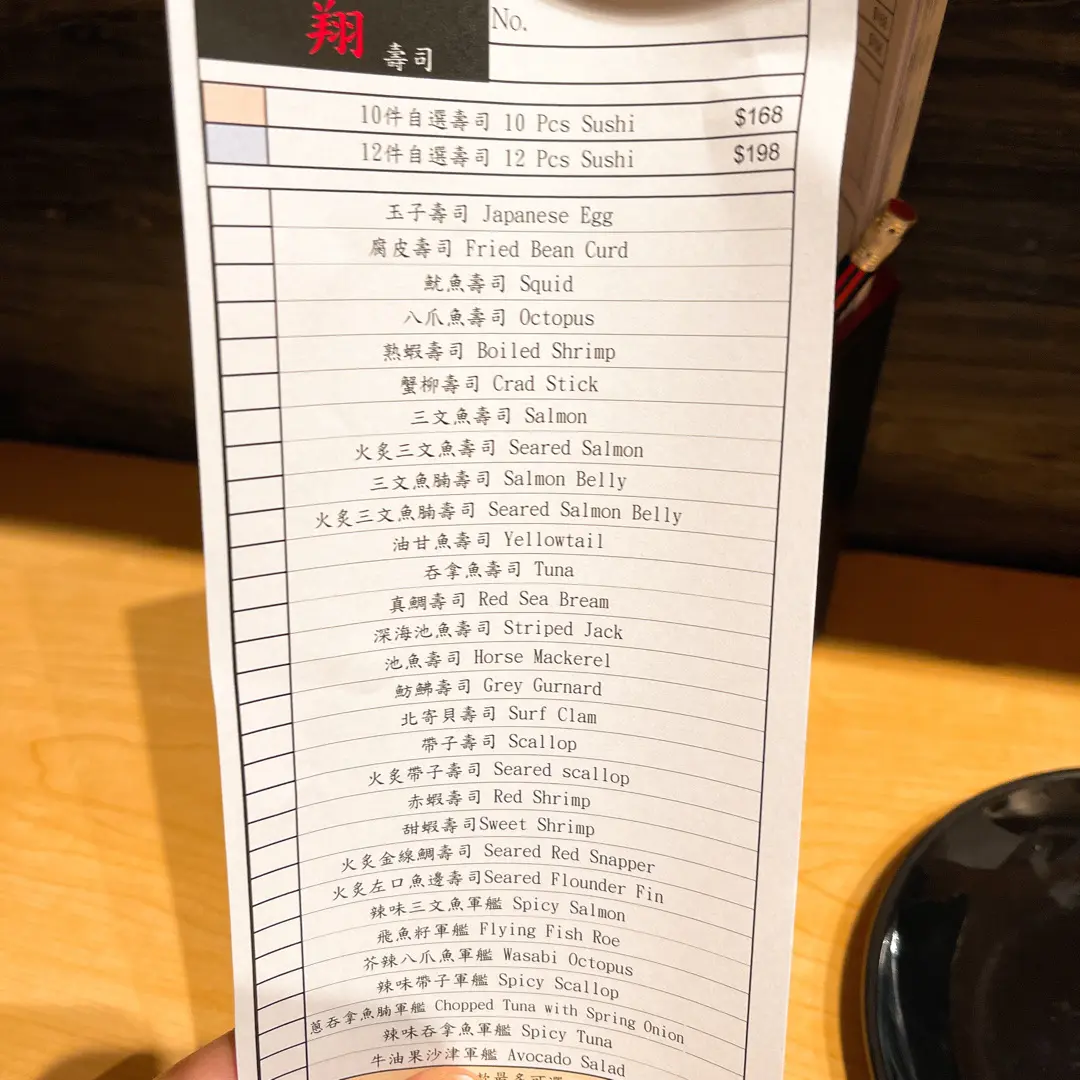 翔 壽司
No.
10件自選壽司 10 Pcs Sushi $168
12件自選壽司 12 Pcs Sushi $198
玉子壽司 Japanese Egg
腐皮壽司 Fried Bean Curd
魷魚壽司 Squid
八爪魚壽司 Octopus
熟蝦壽司 Boiled Shrimp
蟹柳壽司 Crad Stick
三文魚壽司 Salmon
火炙三文魚壽司 Seared Salmon
三文魚腩壽司 Salmon Belly
火炙三文魚腩壽司 Seared Salmon Belly
油甘魚壽司 Yellowtail
吞拿魚壽司 Tuna
真鯛壽司 Red Sea Bream
深海池魚壽司 Striped Jack
池魚壽司 Horse Mackerel
魴鮄壽司 Grey Gurnard
北寄貝壽司 Surf Clam
帶子壽司 Scallop
火炙帶子壽司 Seared scallop
赤蝦壽司 Red Shrimp
甜蝦壽司Sweet Shrimp
火炙金線鯛壽司 Seared Red Snapper
火炙左口魚邊壽司Seared Flounder Fin
辣味三文魚軍艦 Spicy Salmon
飛魚籽軍艦 Flying Fish Roe
芥辣八爪魚軍艦 Wasabi Octopus
辣味帶子軍艦 Spicy Scallop
蔥吞拿魚腩軍艦 Chopped Tuna with Spring Onion
辣味吞拿魚軍艦 Spicy Tuna
牛油果沙津軍艦 Avocado Salad
款最多可選